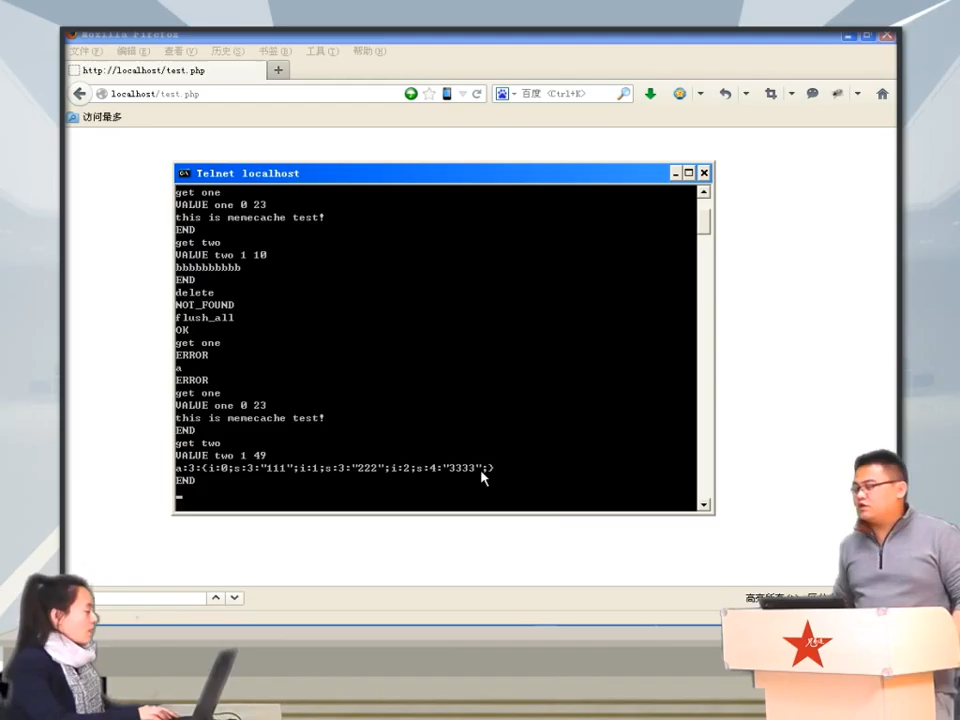 Mozilla Firefox
文件(F) 编辑(E) 查看(V) 历史(S) 书签(B) 工具(T) 帮助(H)
http://localhost/test.php
localhost/test.php
百度 <Ctrl+K>
访问最多
Telnet localhost
get one
VALUE one 0 23
this is memecache test!
END
get two
VALUE two 1 10
bbbbbbbbbb
END
delete
NOT_FOUND
flush_all
OK
get one
ERROR
a
ERROR
get one
VALUE one 0 23
this is memecache test!
END
get two
VALUE two 1 49
a:3:{i:0;s:3:"111";i:1;s:3:"222";i:2;s:4:"3333";}
END